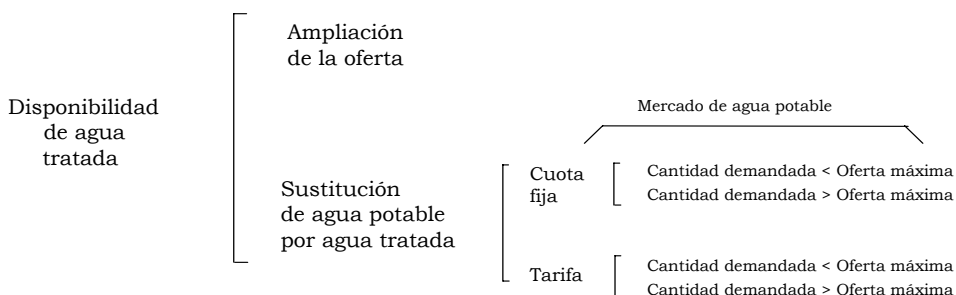 Ampliación
de la oferta
Disponibilidad
de agua
tratada
Mercado de agua potable
Sustitución
de agua potable
por agua tratada
Cuota
fija
Cantidad demandada < Oferta máxima
Cantidad demandada > Oferta máxima
Tarifa
Cantidad demandada < Oferta máxima
Cantidad demandada > Oferta máxima